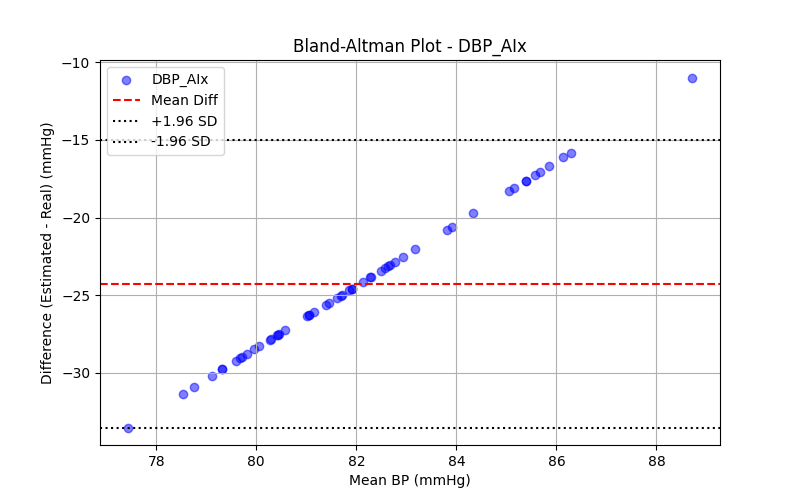 Bland-Altman Plot - DBP_AIx
DBP_AIx
Mean Diff
+1.96 SD
-1.96 SD
Difference (Estimated - Real) (mmHg)
−10
−15
−20
−25
−30
78 80 82 84 86 88
Mean BP (mmHg)